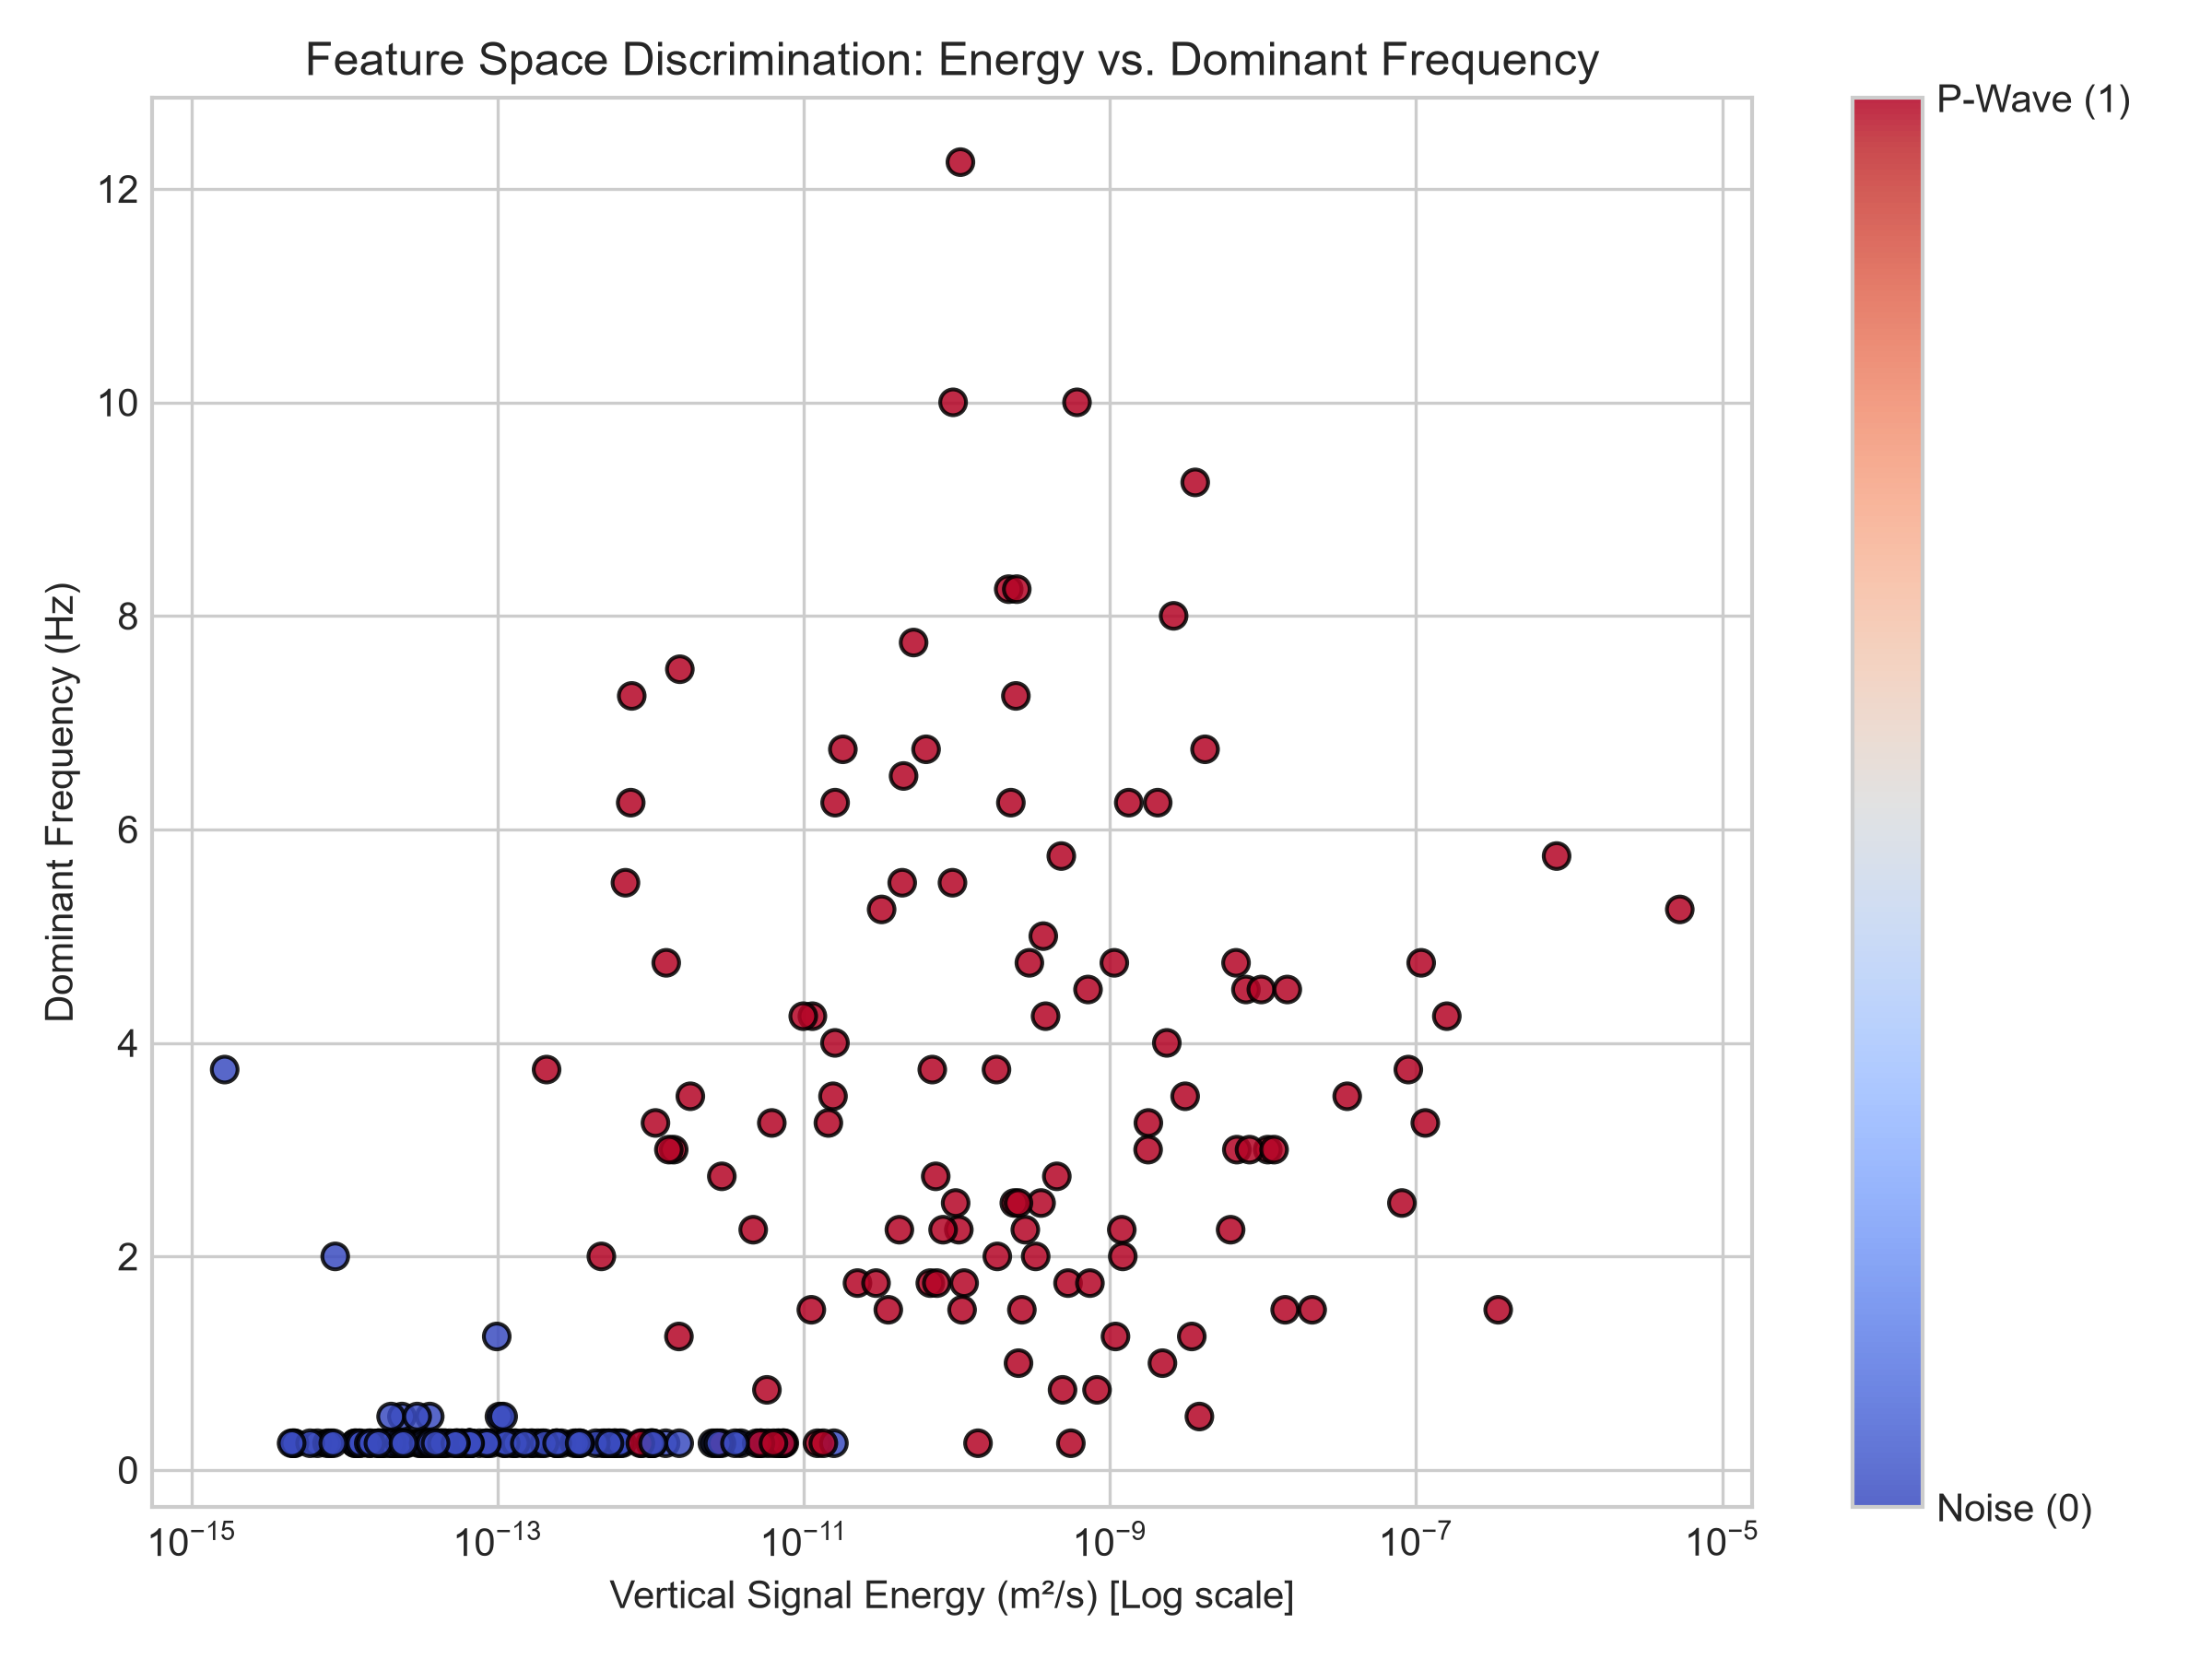 Feature Space Discrimination: Energy vs. Dominant Frequency
P-Wave (1)
12
10
8
6
4
2
0
Dominant Frequency (Hz)
Noise (0)
10⁻¹⁵ 10⁻¹³ 10⁻¹¹ 10⁻⁹ 10⁻⁷ 10⁻⁵
Vertical Signal Energy (m²/s) [Log scale]